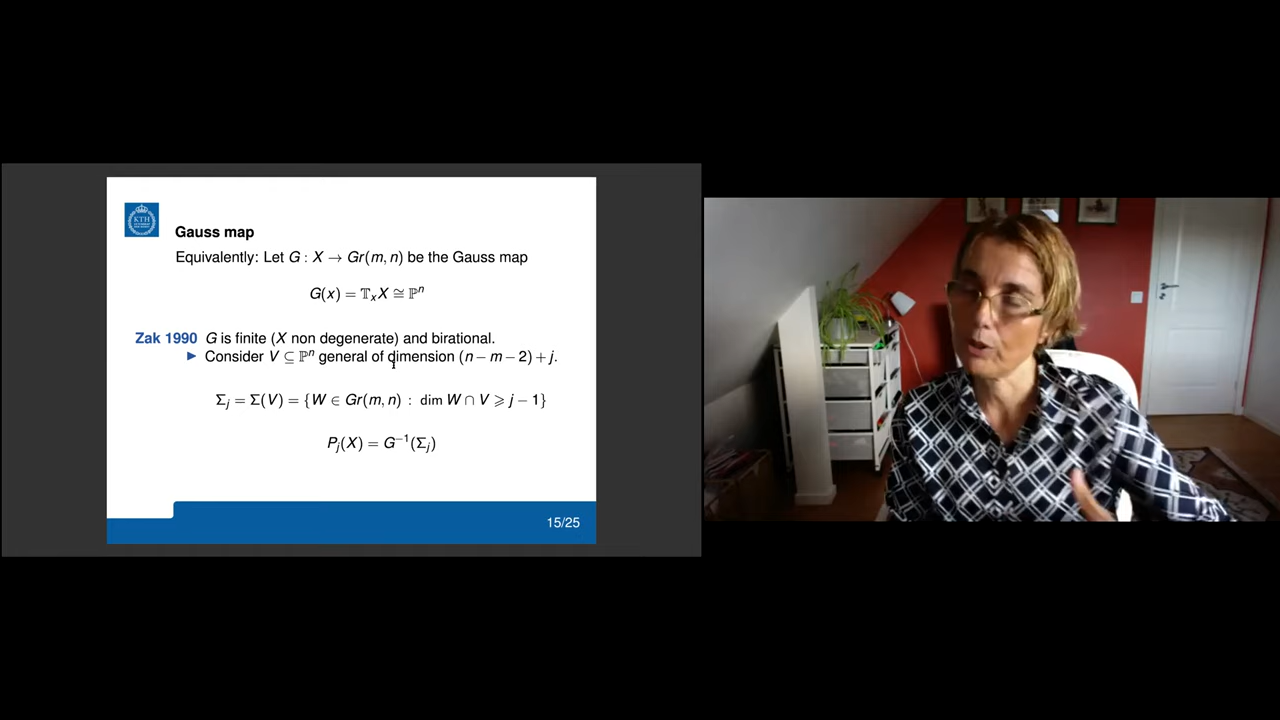 KTH
Gauss map
Equivalently: Let G : X → Gr(m, n) be the Gauss map
G(x) = 𝕋ₓX ≅ ℙⁿ
Zak 1990 G is finite (X non degenerate) and birational.
▶ Consider V ⊆ ℙⁿ general of dimension (n − m − 2) + j.
Σⱼ = Σ(V) = {W ∈ Gr(m, n) : dim W ∩ V ⩾ j − 1}
Pⱼ(X) = G⁻¹(Σⱼ)
15/25